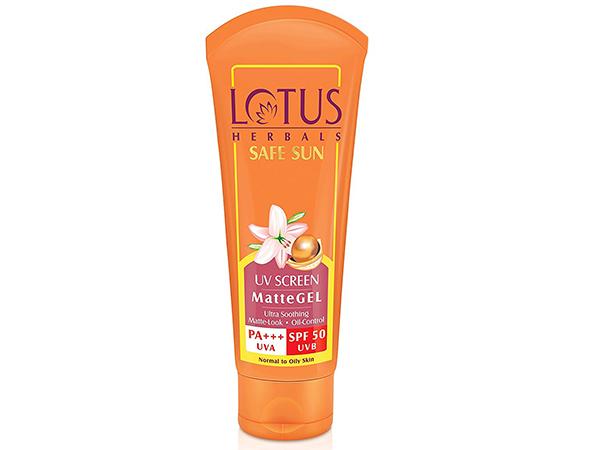 LOTUS
HERBALS
SAFE SUN
UV SCREEN
MatteGEL
Ultra Soothing
Matte-Look • Oil-Control
PA+++ SPF 50
UVA UVB
Normal to Oily Skin